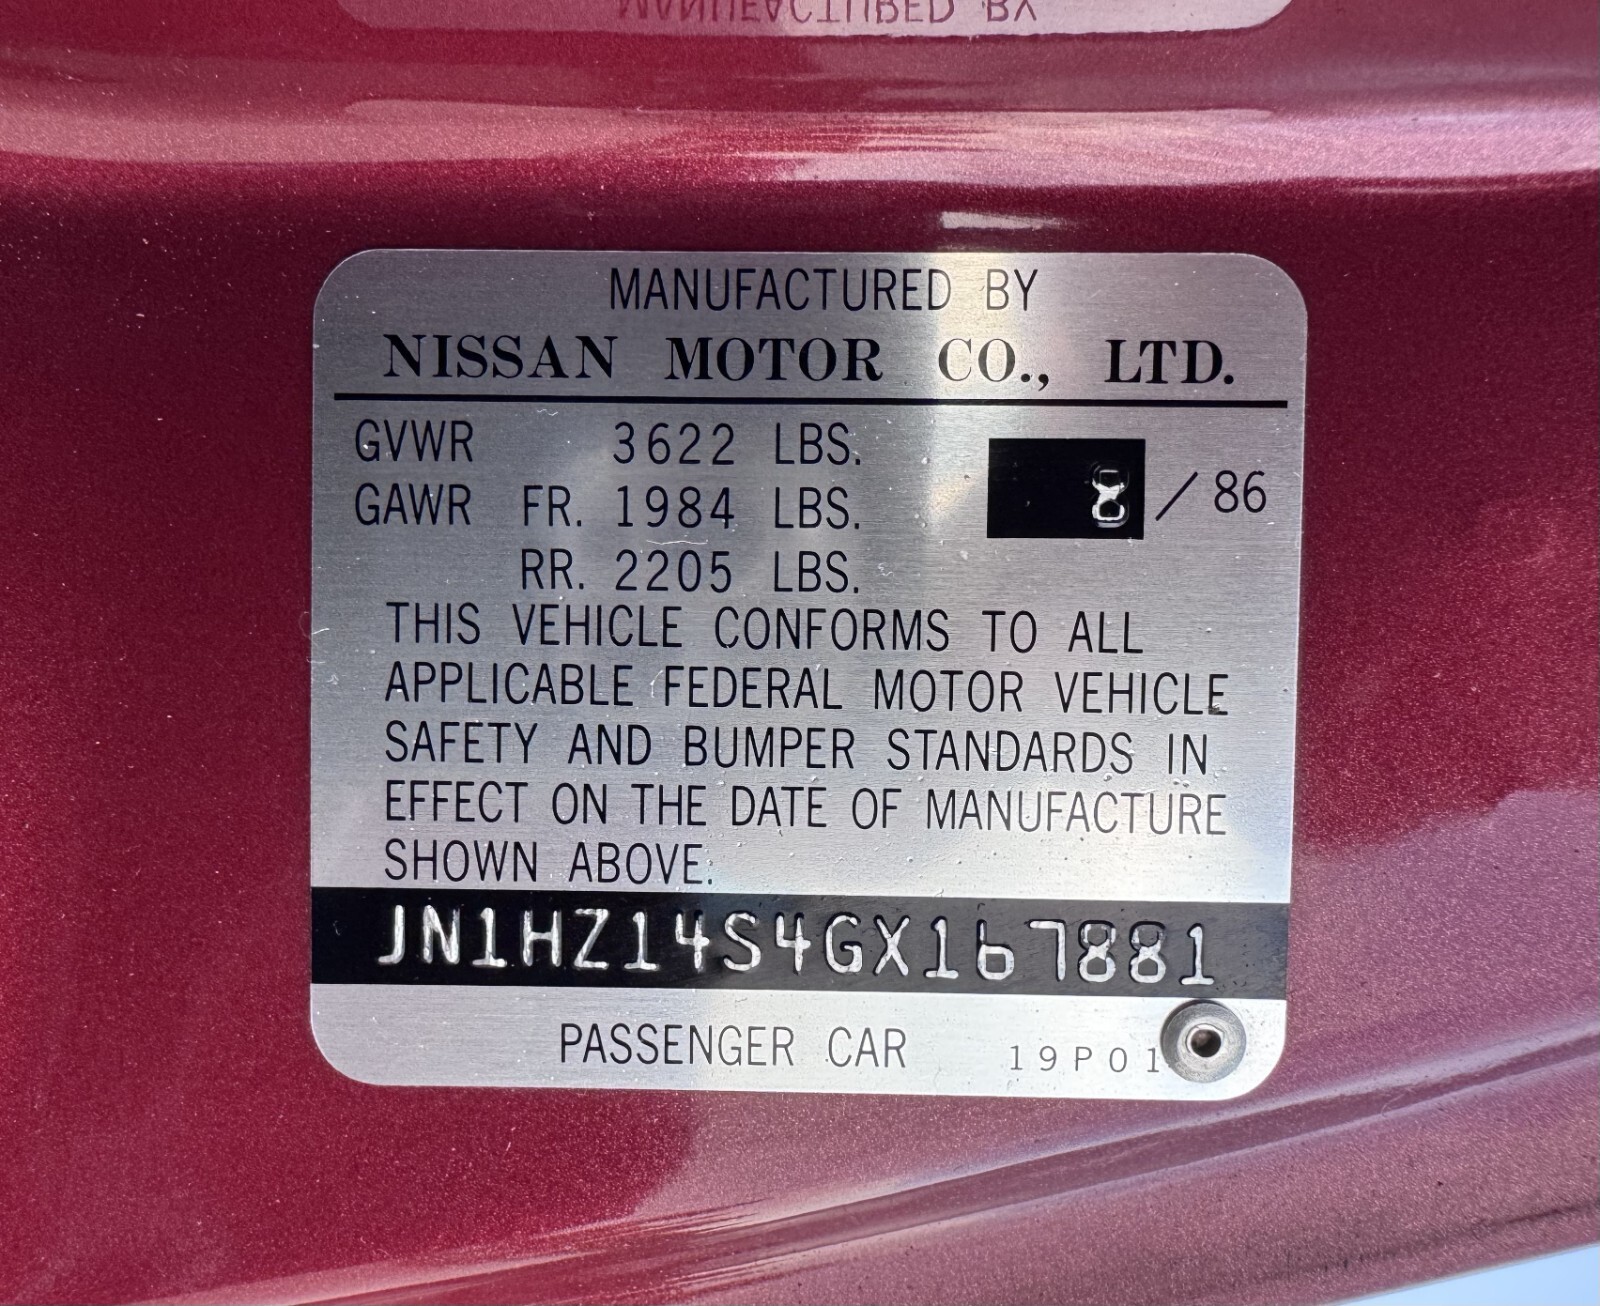 MANUFACTURED BY
MANUFACTURED BY
NISSAN MOTOR CO., LTD.
GVWR 3622 LBS.
GAWR FR. 1984 LBS. 8 / 86
RR. 2205 LBS.
THIS VEHICLE CONFORMS TO ALL
APPLICABLE FEDERAL MOTOR VEHICLE
SAFETY AND BUMPER STANDARDS IN
EFFECT ON THE DATE OF MANUFACTURE
SHOWN ABOVE.
JN1HZ14S4GX167881
PASSENGER CAR 19P01